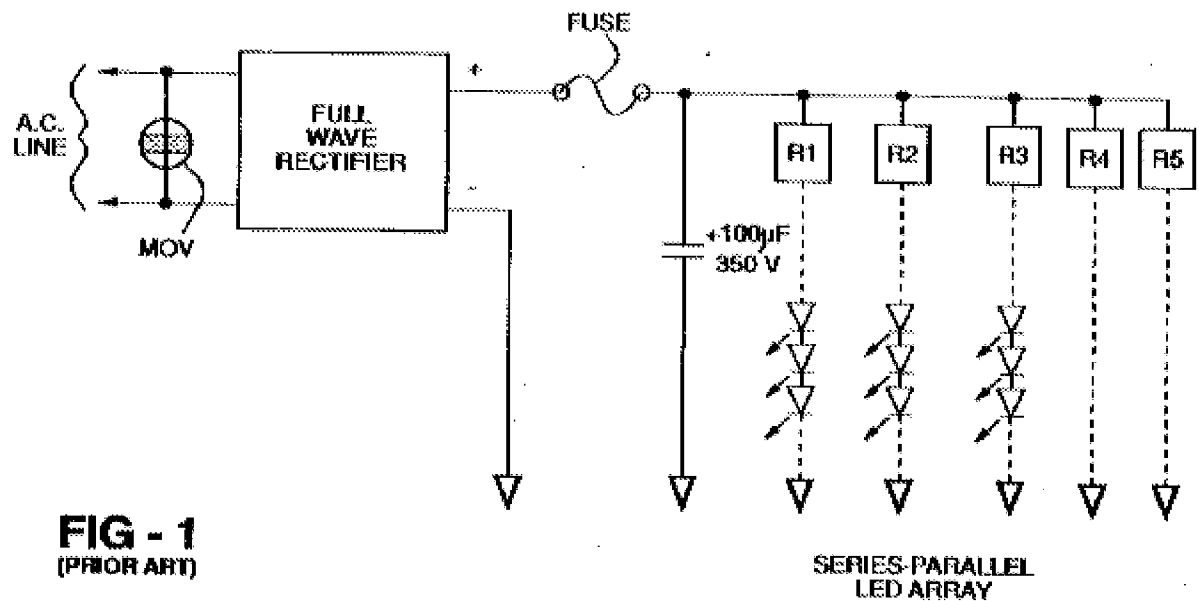 FUSE
+
A.C.
LINE
FULL
WAVE
RECTIFIER
-
MOV
R1
R2
R3
R4
R5
+100µF
350 V
FIG - 1
(PRIOR ART)
SERIES-PARALLEL
LED ARRAY